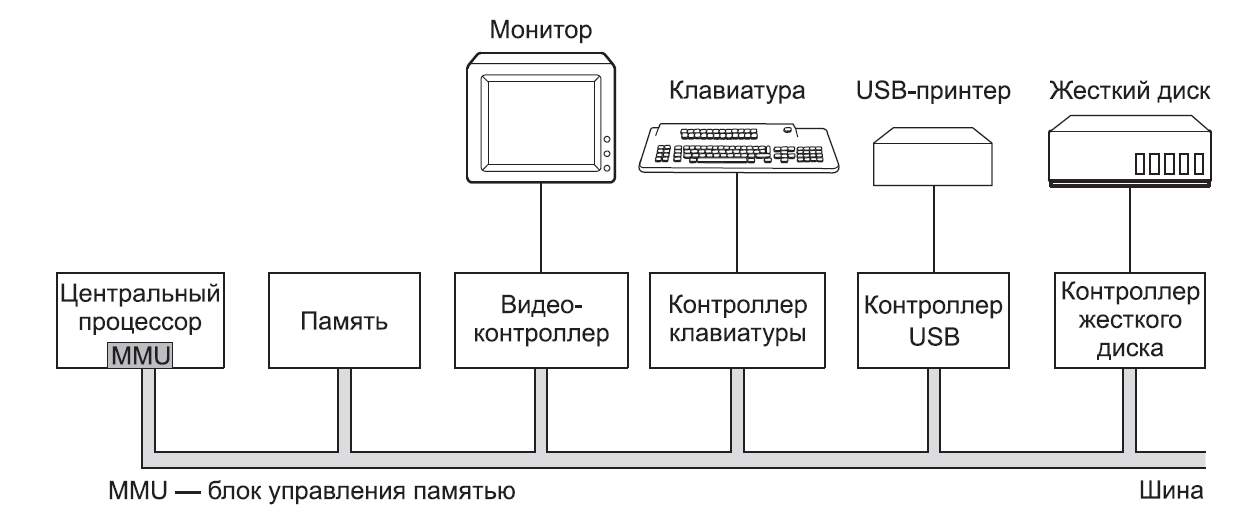 Монитор
Клавиатура
USB-принтер
Жесткий диск
Центральный
процессор
MMU
Память
Видео-
контроллер
Контроллер
клавиатуры
Контроллер
USB
Контроллер
жесткого
диска
MMU — блок управления памятью
Шина